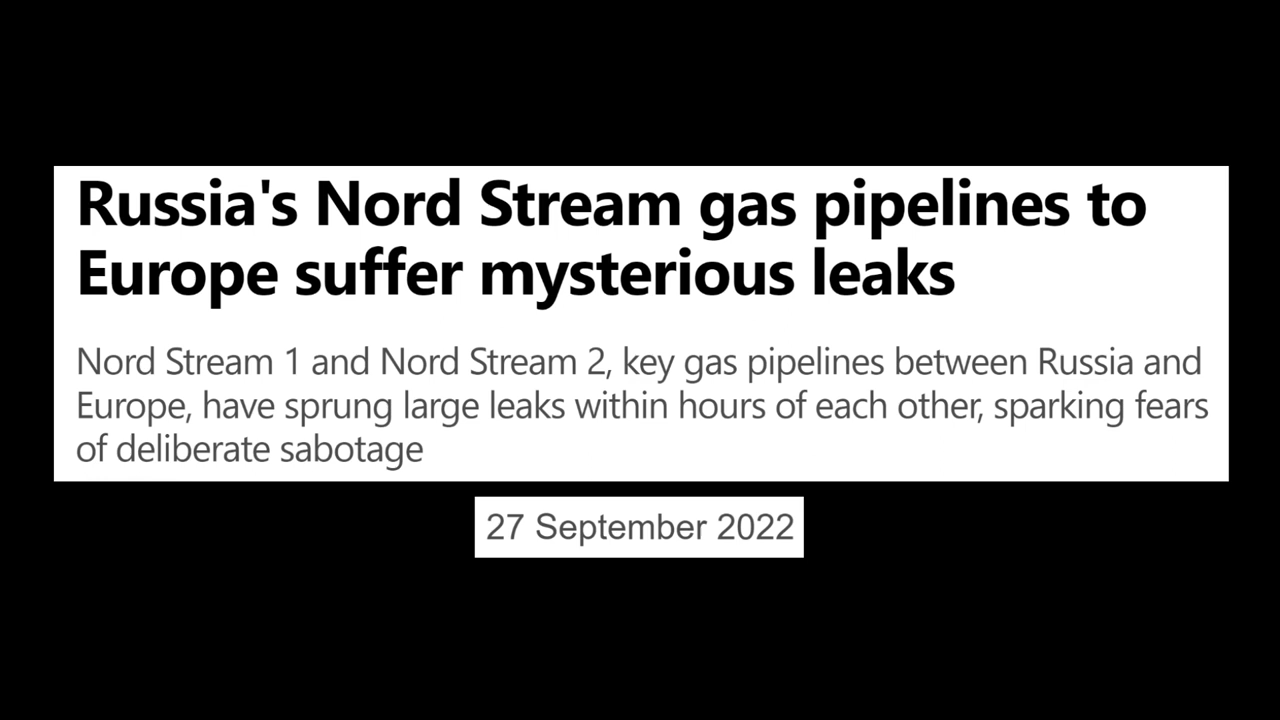 Russia's Nord Stream gas pipelines to
Europe suffer mysterious leaks
Nord Stream 1 and Nord Stream 2, key gas pipelines between Russia and
Europe, have sprung large leaks within hours of each other, sparking fears
of deliberate sabotage
27 September 2022